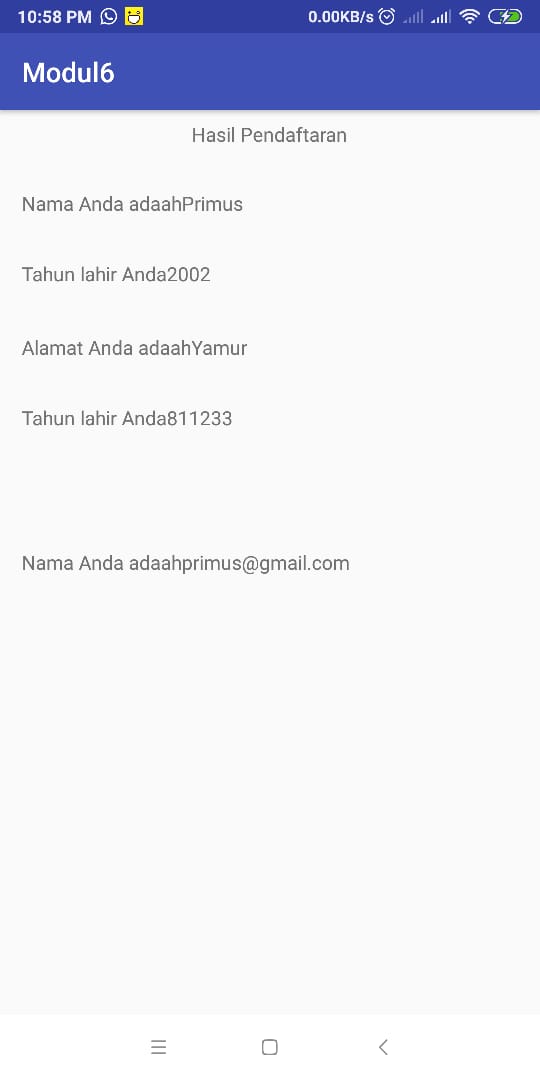 10:58 PM 0.00KB/s
Modul6
Hasil Pendaftaran
Nama Anda adaahPrimus
Tahun lahir Anda2002
Alamat Anda adaahYamur
Tahun lahir Anda811233
Nama Anda adaahprimus@gmail.com